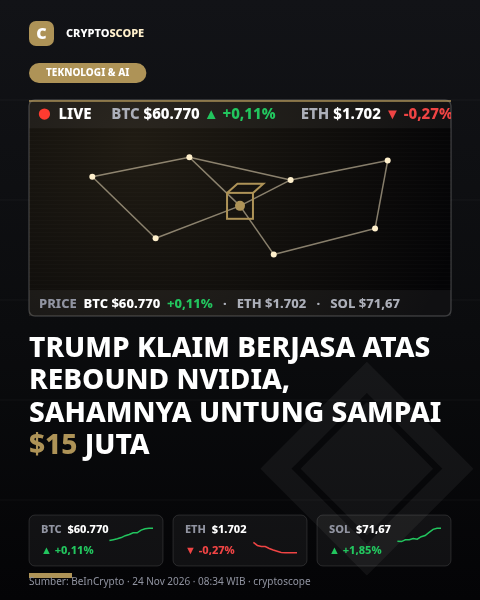 C CRYPTOSCOPE
TEKNOLOGI & AI
LIVE BTC $60.770 ▲ +0,11% ETH $1.702 ▼ -0,27%
PRICE BTC $60.770 +0,11% · ETH $1.702 · SOL $71,67
TRUMP KLAIM BERJASA ATAS
REBOUND NVIDIA,
SAHAMNYA UNTUNG SAMPAI
$15 JUTA
BTC $60.770
▲ +0,11%
ETH $1.702
▼ -0,27%
SOL $71,67
▲ +1,85%
Sumber: BeInCrypto · 24 Nov 2026 · 08:34 WIB · cryptoscope